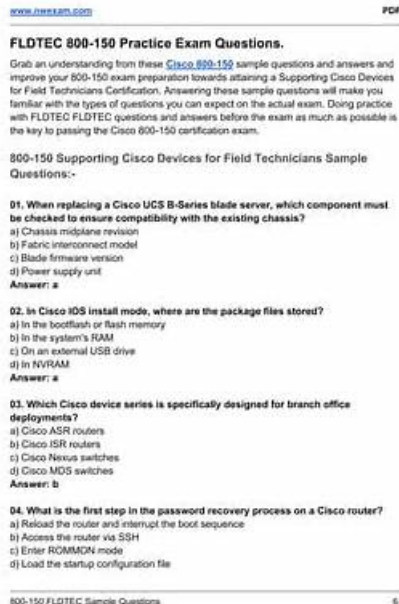 www.nwexam.com
PDF
FLDTEC 800-150 Practice Exam Questions.
Grab an understanding from these Cisco 800-150 sample questions and answers and
improve your 800-150 exam preparation towards attaining a Supporting Cisco Devices
for Field Technicians Certification. Answering these sample questions will make you
familiar with the types of questions you can expect on the actual exam. Doing practice
with FLDTEC FLDTEC questions and answers before the exam as much as possible is
the key to passing the Cisco 800-150 certification exam.
800-150 Supporting Cisco Devices for Field Technicians Sample
Questions:-
01. When replacing a Cisco UCS B-Series blade server, which component must
be checked to ensure compatibility with the existing chassis?
a) Chassis midplane revision
b) Fabric interconnect model
c) Blade firmware version
d) Power supply unit
Answer: a
02. In Cisco IOS install mode, where are the package files stored?
a) In the bootflash or flash memory
b) In the system's RAM
c) On an external USB drive
d) In NVRAM
Answer: a
03. Which Cisco device series is specifically designed for branch office
deployments?
a) Cisco ASR routers
b) Cisco ISR routers
c) Cisco Nexus switches
d) Cisco MDS switches
Answer: b
04. What is the first step in the password recovery process on a Cisco router?
a) Reload the router and interrupt the boot sequence
b) Access the router via SSH
c) Enter ROMMON mode
d) Load the startup configuration file
800-150 FLDTEC Sample Questions